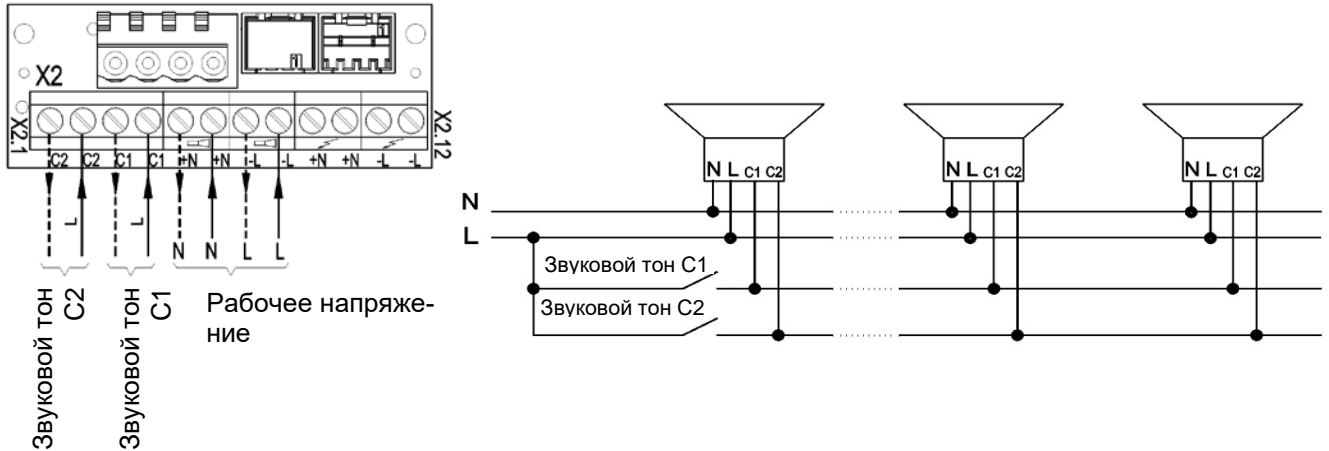 X2
X2.1
X2.12
C2 C2 C1 C1 +N +N -L -L +N +N -L -L
L L N N L L
Звуковой тон
C2
Звуковой тон
C1
Рабочее напряже-
ние
N L C1 C2
N L C1 C2
N L C1 C2
N
L
Звуковой тон C1
Звуковой тон C2